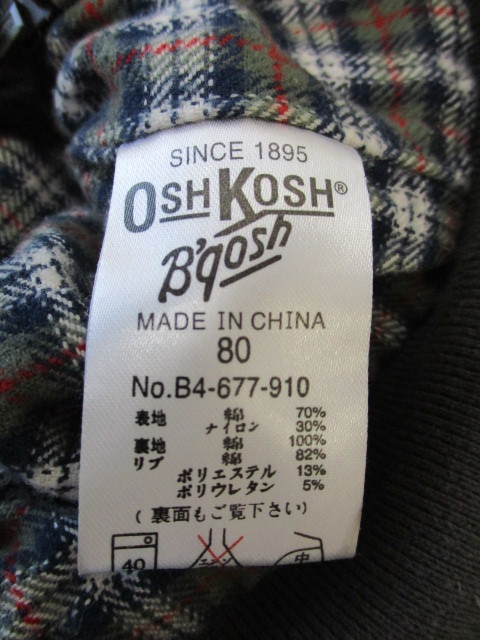 SINCE 1895
OSHKOSH®
B'gosh
MADE IN CHINA
80
No.B4-677-910
表地 綿 70%
ナイロン 30%
裏地 綿 100%
リブ 綿 82%
ポリエステル 13%
ポリウレタン 5%
(裏面もご覧下さい)
40 中